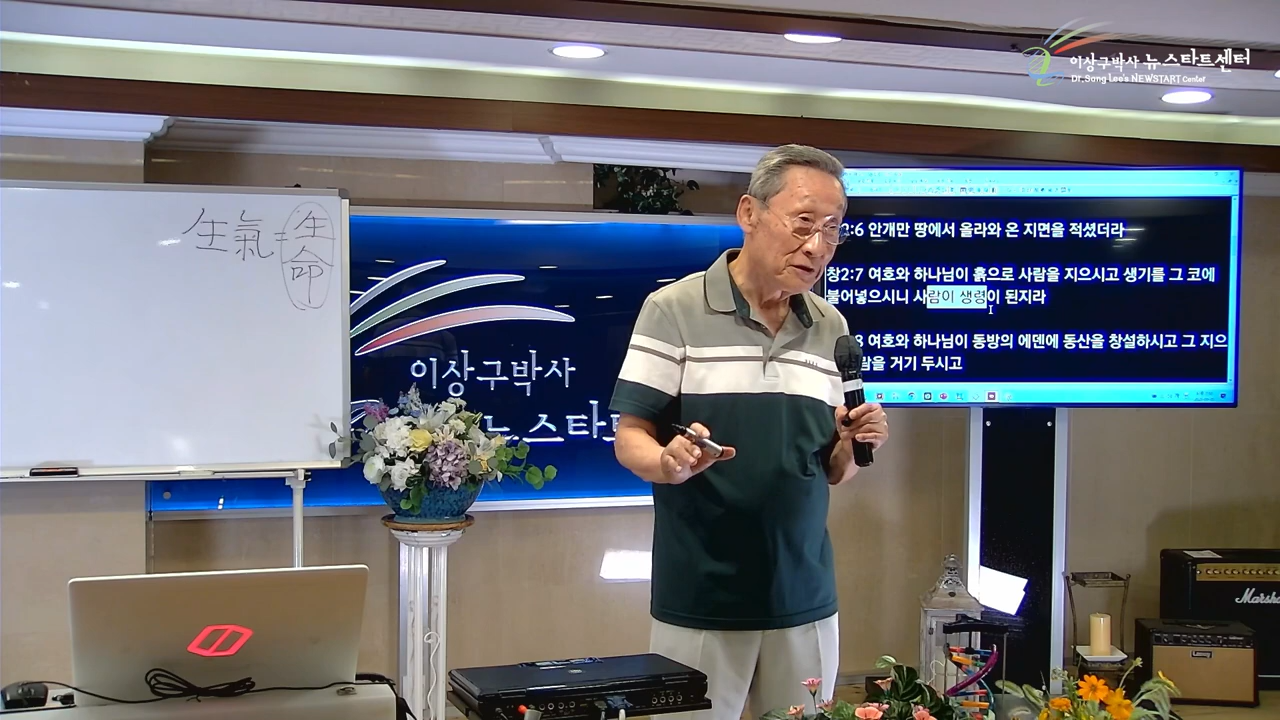 이상구박사 뉴스타트센터
Dr.Sang Lee's NEWSTART Center
生氣=生命
이상구박사
뉴스타트
2:6 안개만 땅에서 올라와 온 지면을 적셨더라
창2:7 여호와 하나님이 흙으로 사람을 지으시고 생기를 그 코에
불어넣으시니 사람이 생령이 된지라
8 여호와 하나님이 동방의 에덴에 동산을 창설하시고 그 지으
람을 거기 두시고
Marsha
Laney